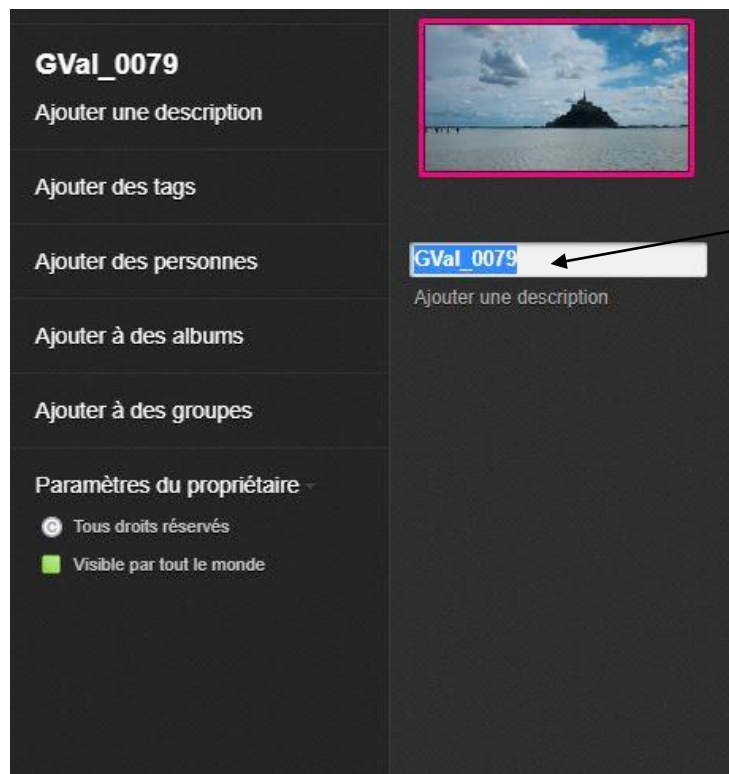 GVal_0079
Ajouter une description
Ajouter des tags
Ajouter des personnes
Ajouter à des albums
Ajouter à des groupes
Paramètres du propriétaire
© Tous droits réservés
Visible par tout le monde
GVal_0079
Ajouter une description